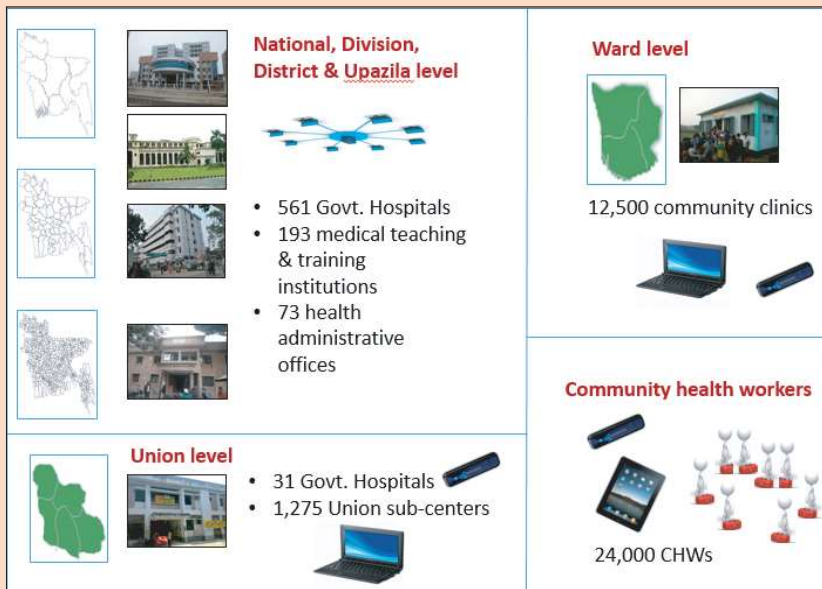 National, Division,
District & Upazila level
• 561 Govt. Hospitals
• 193 medical teaching
& training
institutions
• 73 health
administrative
offices
Union level
• 31 Govt. Hospitals
• 1,275 Union sub-centers
Ward level
12,500 community clinics
Community health workers
24,000 CHWs